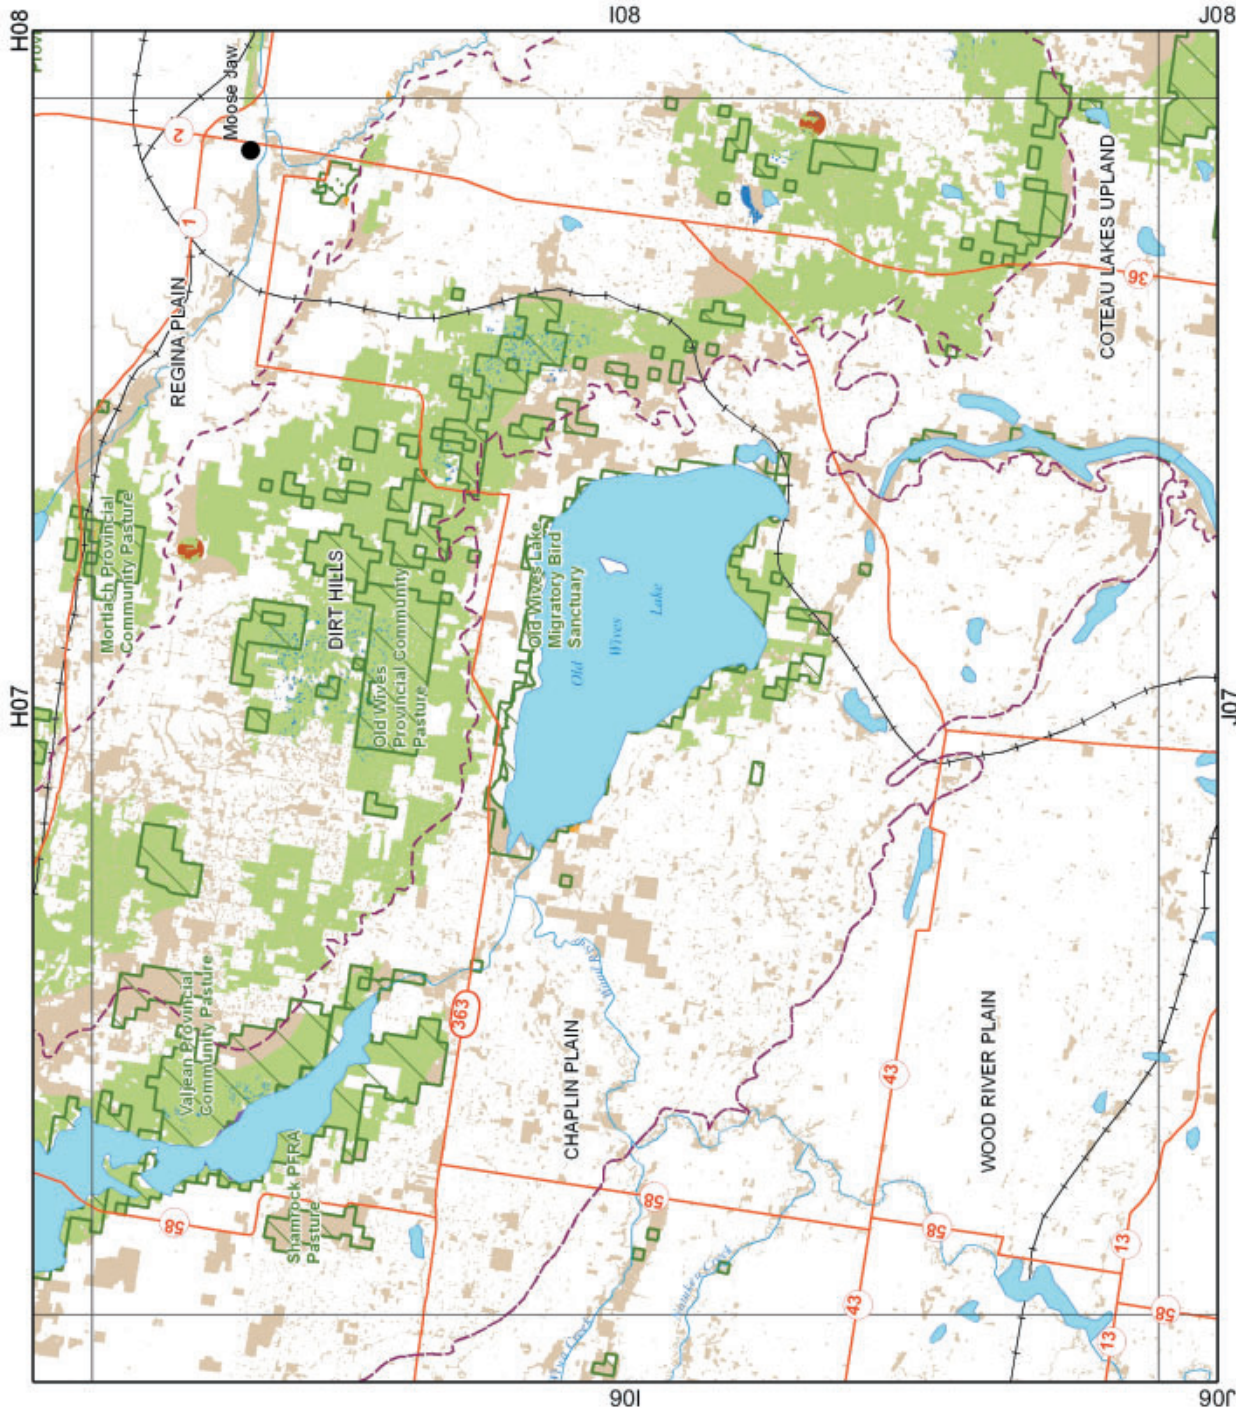 H08
I08
J08
Moose Jaw
2
1
REGINA PLAIN
COTEAU LAKES UPLAND
36
Mortlach Provincial
Community Pasture
DIRT HILLS
Old Wives
Provincial Community
Pasture
Old Wives Lake
Migratory Bird
Sanctuary
Old
Wives
Lake
H07
J07
Valjean Provincial
Community Pasture
363
CHAPLIN PLAIN
WOOD RIVER PLAIN
43
Shamrock PFRA
Pasture
58
58
58
13
43
13
58
I06
J06